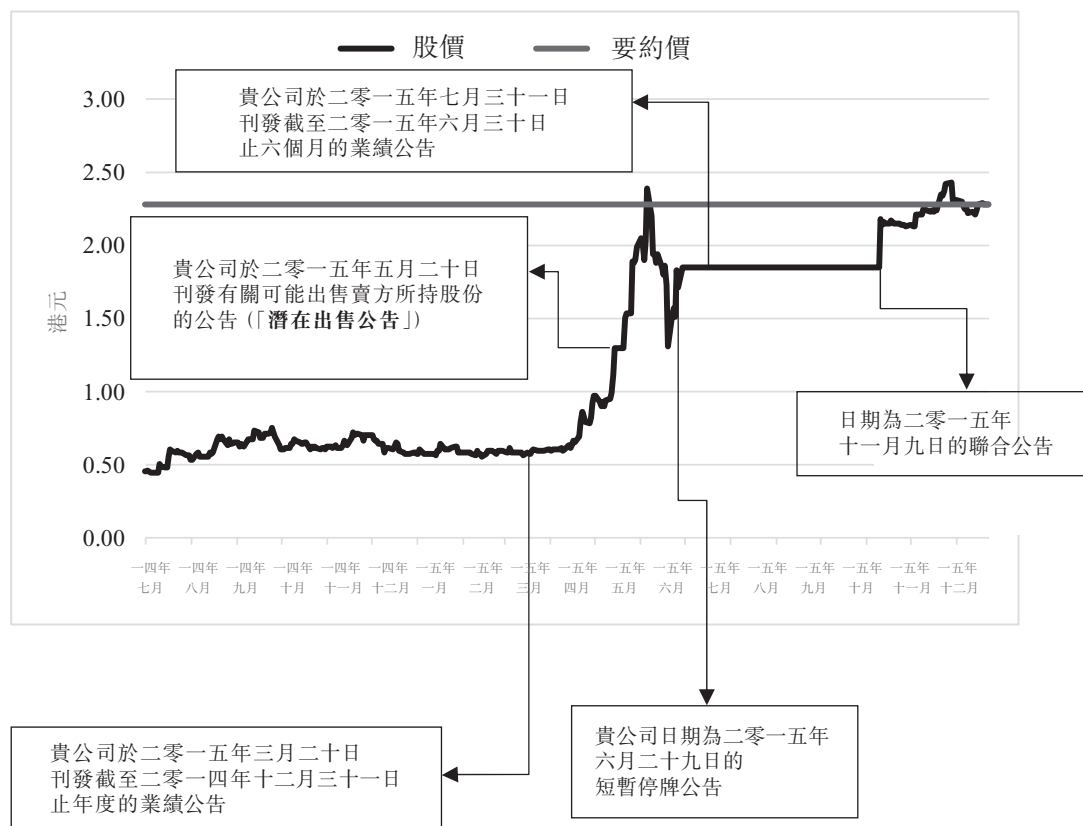 股價 要約價
貴公司於二零一五年七月三十一日
刊發截至二零一五年六月三十日
止六個月的業績公告
貴公司於二零一五年五月二十日
刊發有關可能出售賣方所持股份
的公告(「潛在出售公告」)
日期為二零一五年
十一月九日的聯合公告
港元
3.00
2.50
2.00
1.50
1.00
0.50
0.00
一四年 一四年 一四年 一四年 一四年 一四年 一五年 一五年 一五年 一五年 一五年 一五年 一五年 一五年 一五年 一五年 一五年 一五年
七月 八月 九月 十月 十一月 十二月 一月 二月 三月 四月 五月 六月 七月 八月 九月 十月 十一月 十二月
貴公司於二零一五年三月二十日
刊發截至二零一四年十二月三十一日
止年度的業績公告
貴公司日期為二零一五年
六月二十九日的
短暫停牌公告